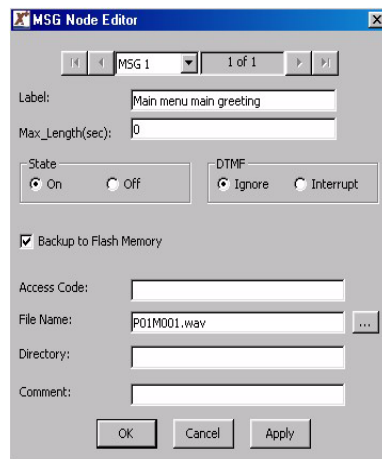 MSG Node Editor
MSG 1 1 of 1
Label: Main menu main greeting
Max_Length(sec): 0
State DTMF
On Off Ignore Interrupt
Backup to Flash Memory
Access Code:
File Name: P01M001.wav ...
Directory:
Comment:
OK Cancel Apply